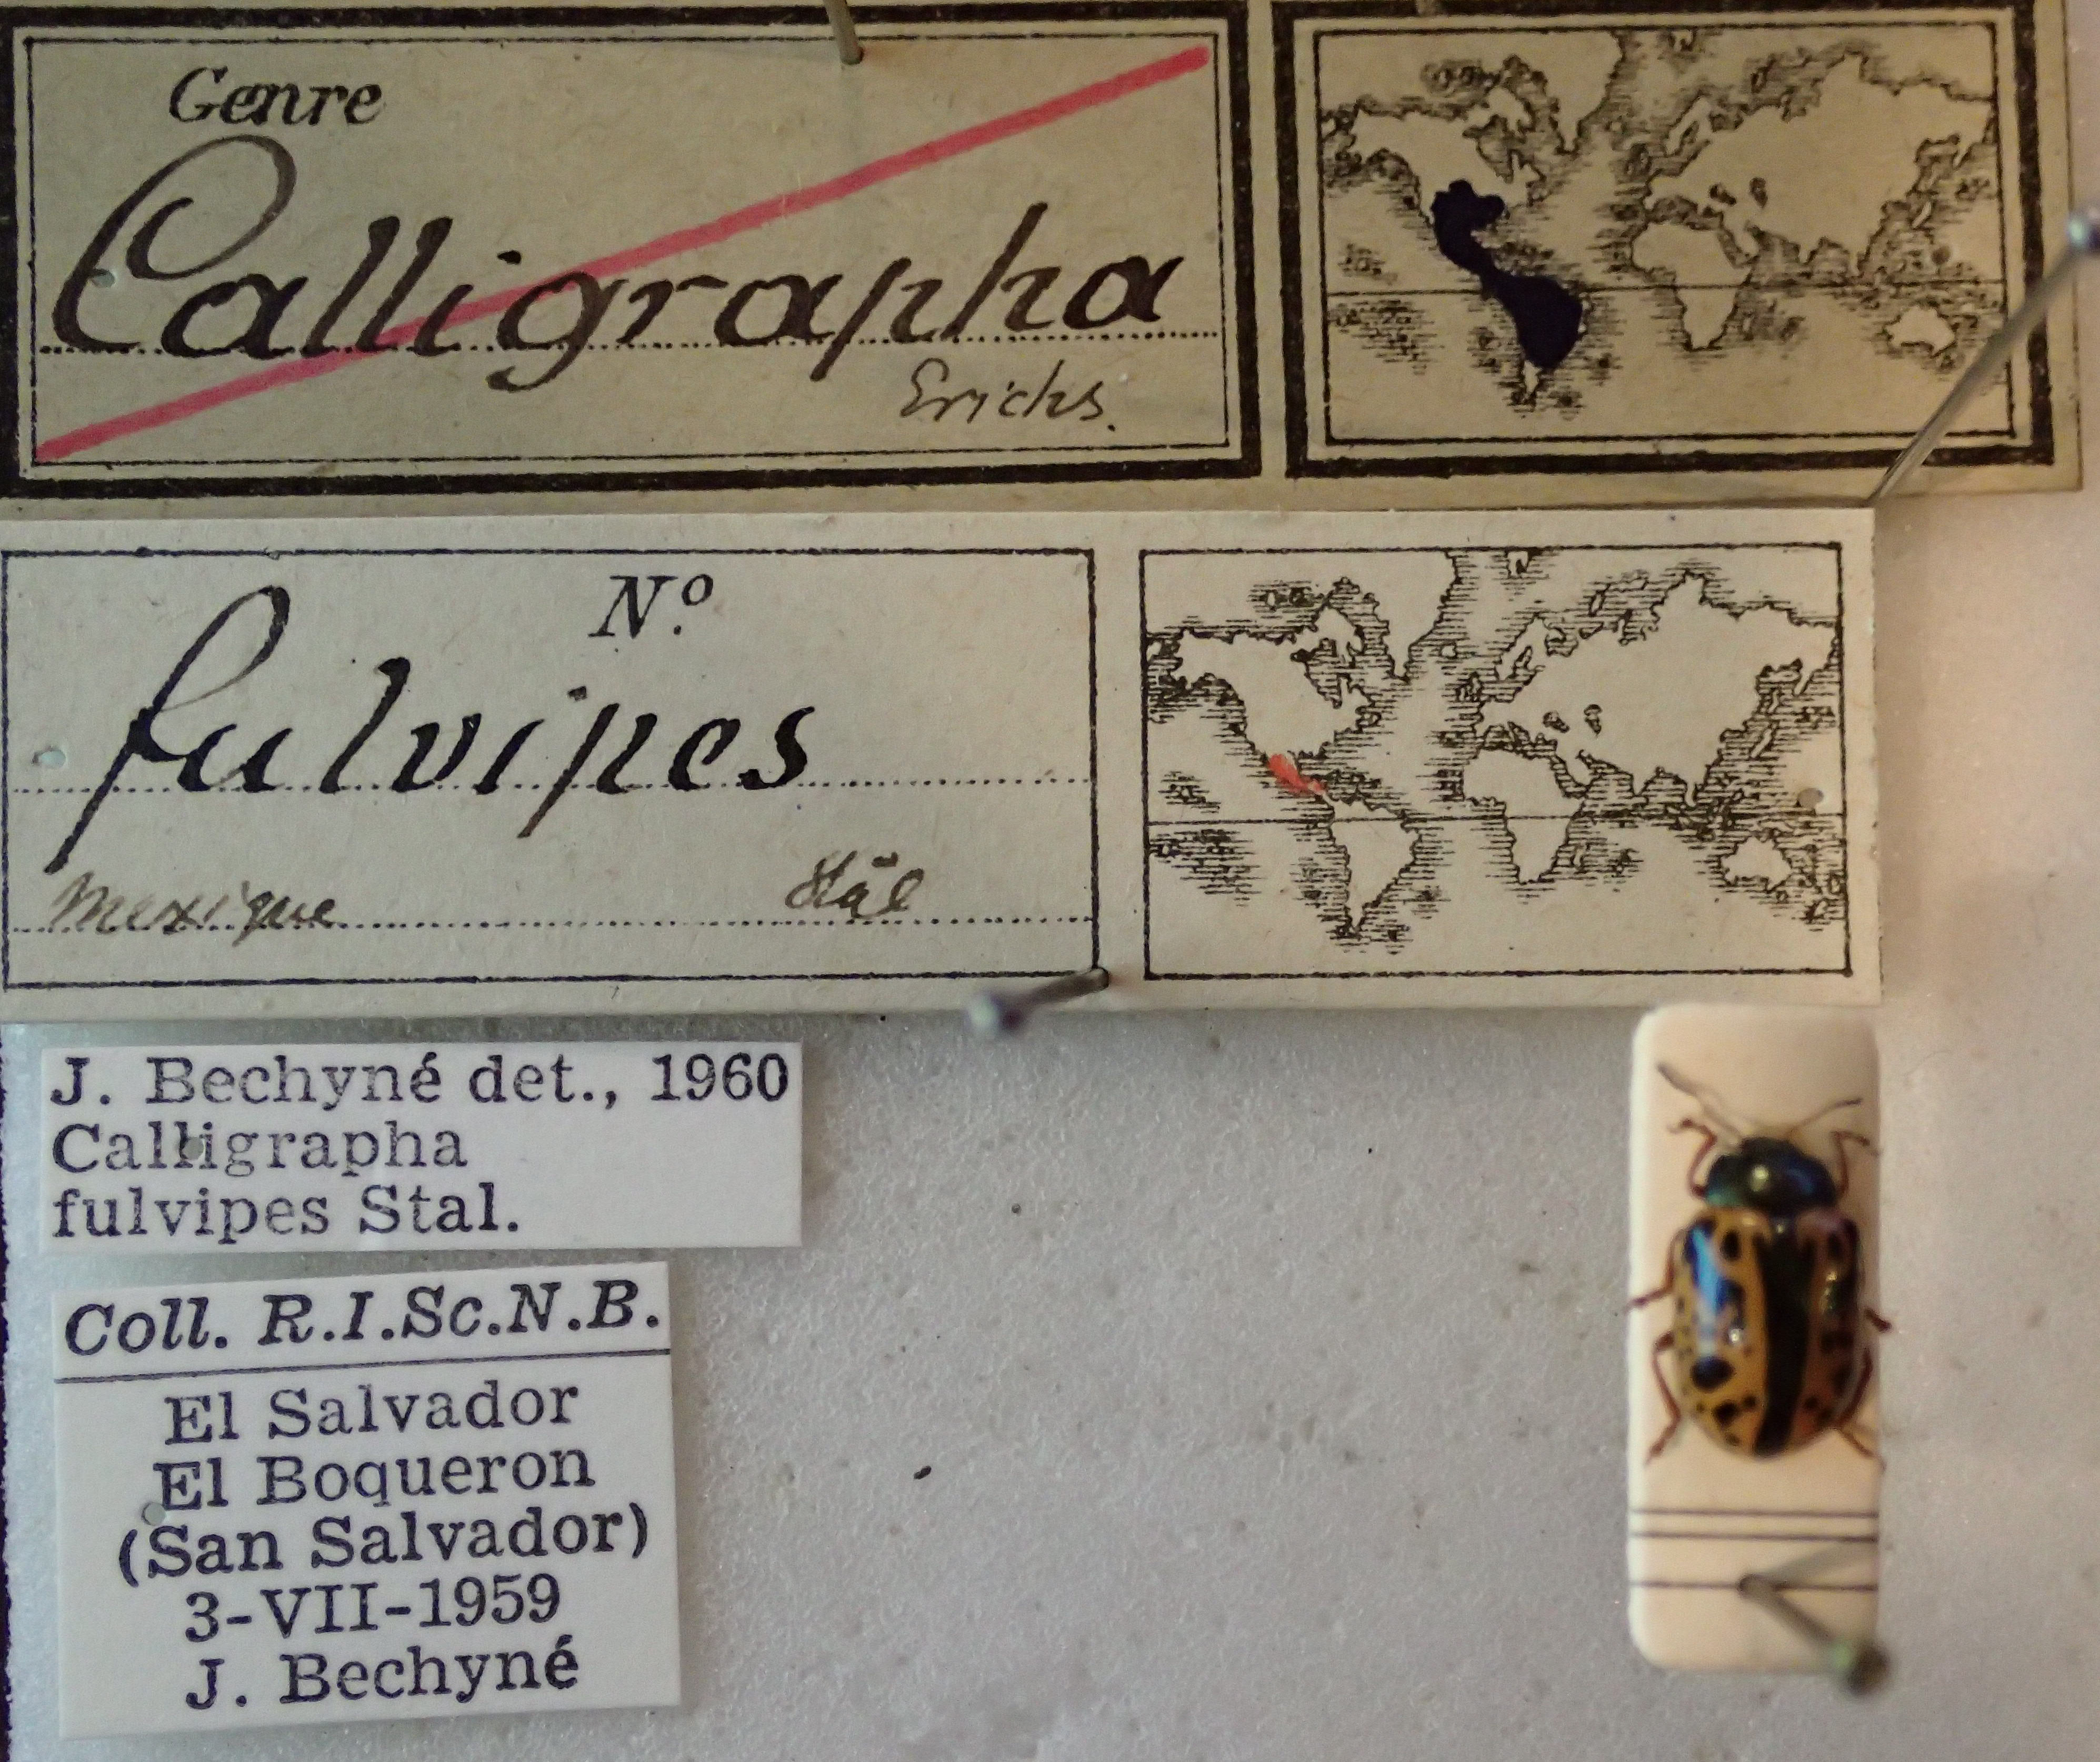 Genre
Calligrapha
Erichs.
Nº
fulvipes
Mexique Stål
J. Bechyné det., 1960
Calligrapha
fulvipes Stal.
Coll. R.I.Sc.N.B.
El Salvador
El Boqueron
(San Salvador)
3-VII-1959
J. Bechyné